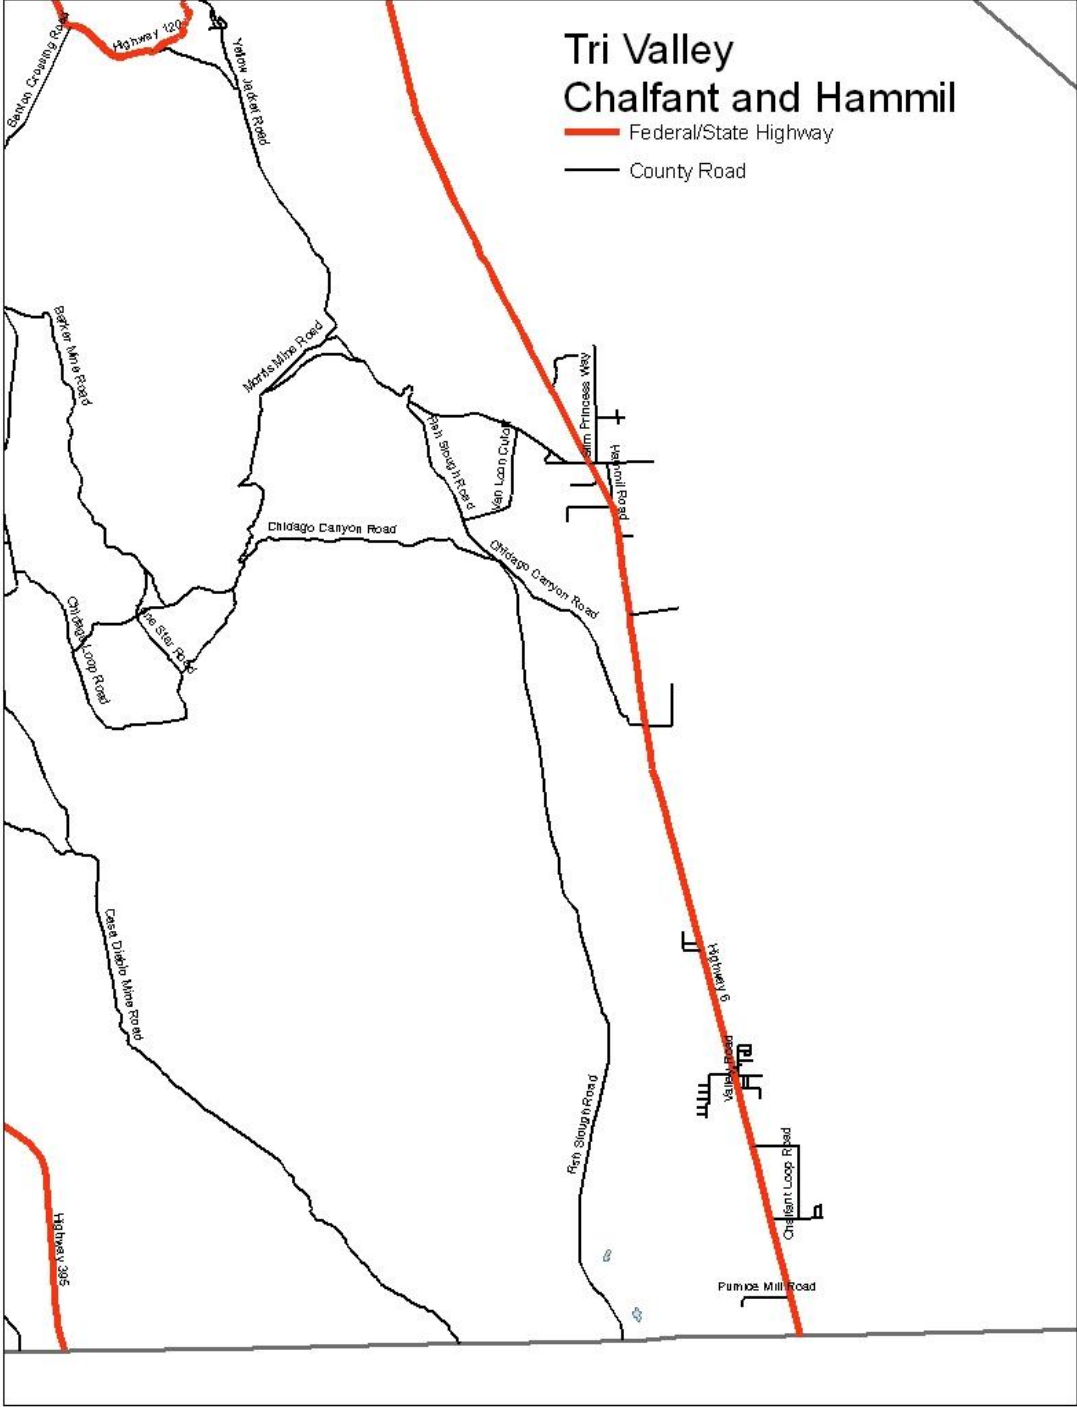 Tri Valley
Chalfant and Hammil
Federal/State Highway
County Road
Benton Crossing Road
Highway 120
Yellow Jacket Road
Morris Mine Road
Barker Mine Road
Slim Princess Way
Hammil Road
Fish Slough Road
Van Loon Cutoff
Chidago Canyon Road
Chidago Canyon Road
Chidago Loop Road
Lone Star Road
Casa Diablo Mine Road
Highway 6
Valley Road
Fish Slough Road
Chalfant Loop Road
Highway 395
Pumice Mill Road